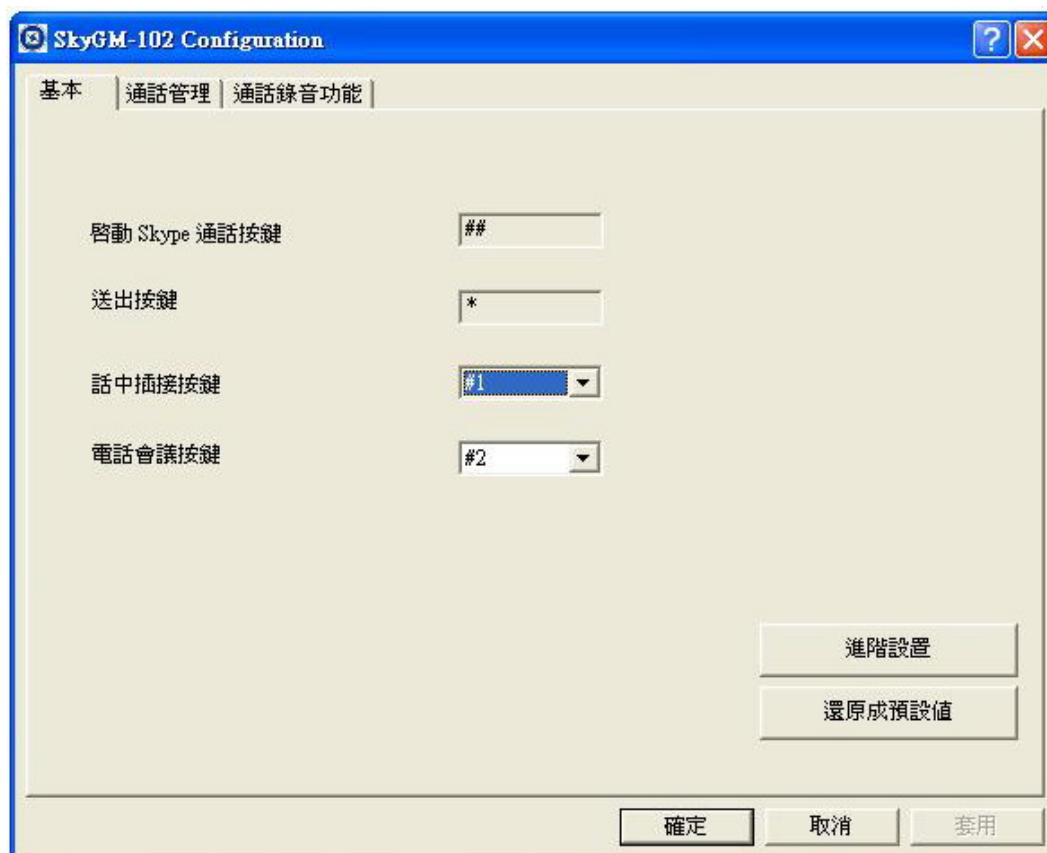 SkyGM-102 Configuration
基本 通話管理 通話錄音功能
啓動 Skype 通話按鍵 ##
送出按鍵 *
話中插接按鍵 #1
電話會議按鍵 #2
進階設置
還原成預設値
確定 取消 套用